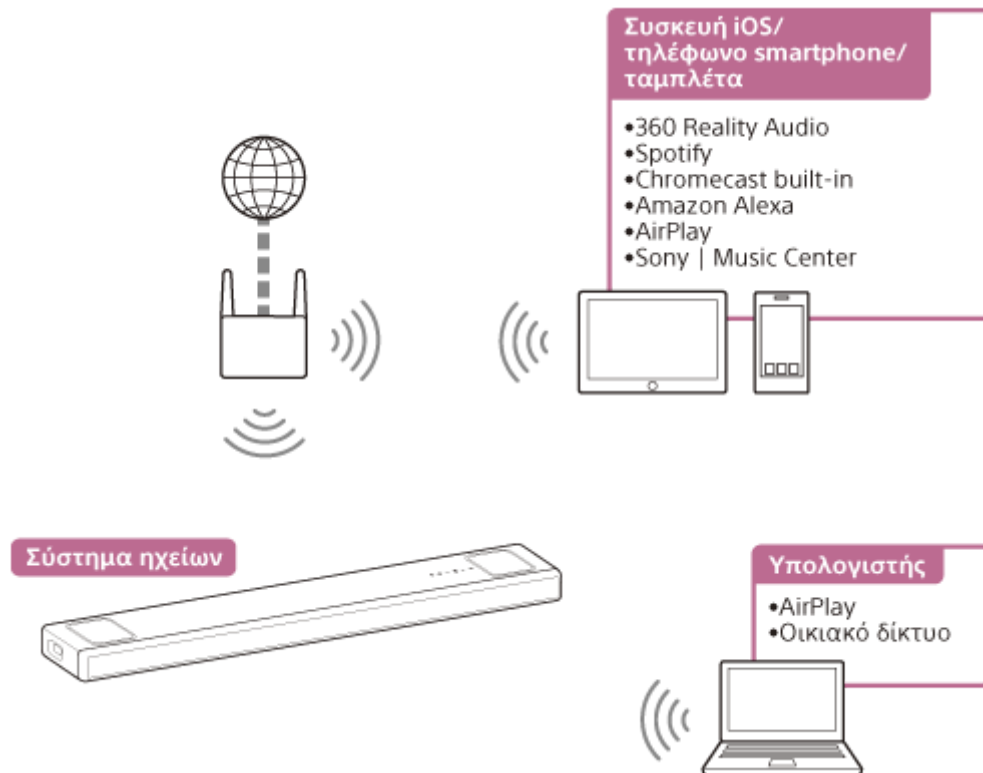 Συσκευή iOS/
τηλέφωνο smartphone/
ταμπλέτα
•360 Reality Audio
•Spotify
•Chromecast built-in
•Amazon Alexa
•AirPlay
•Sony | Music Center
Σύστημα ηχείων
Υπολογιστής
•AirPlay
•Οικιακό δίκτυο